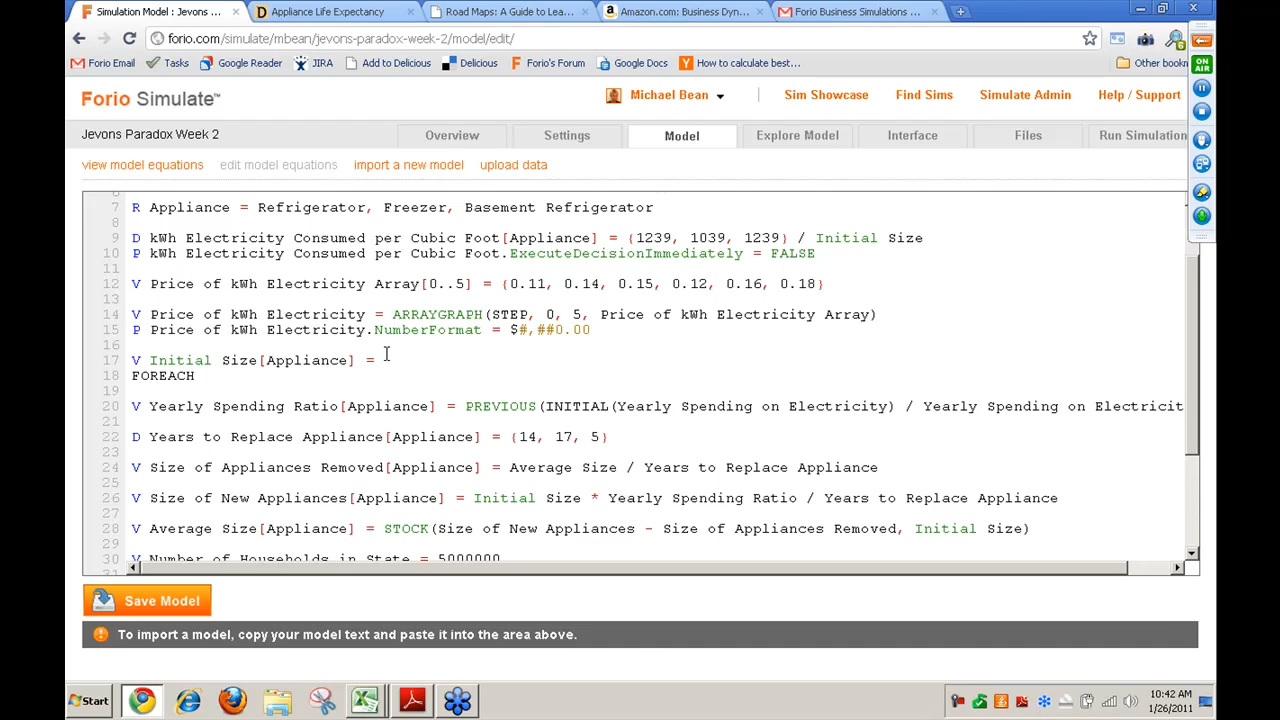 Simulation Model : Jevons ...
Appliance Life Expectancy
Road Maps: A Guide to Lea...
Amazon.com: Business Dyn...
Forio Business Simulations ...
forio.com/simulate/mbean/jevons-paradox-week-2/model/edit
Forio Email
Tasks
Google Reader
JIRA
Add to Delicious
Delicious
Forio's Forum
Google Docs
How to calculate best...
Other bookn
6
ON AIR
Forio Simulate™
Michael Bean
Sim Showcase
Find Sims
Simulate Admin
Help / Support
Jevons Paradox Week 2
Overview
Settings
Model
Explore Model
Interface
Files
Run Simulation
view model equations
edit model equations
import a new model
upload data
6
7 R Appliance = Refrigerator, Freezer, Basement Refrigerator
8
9 D kWh Electricity Consumed per Cubic Foot[Appliance] = {1239, 1039, 1239} / Initial Size
10 P kWh Electricity Consumed per Cubic Foot.ExecuteDecisionImmediately = FALSE
11
12 V Price of kWh Electricity Array[0..5] = {0.11, 0.14, 0.15, 0.12, 0.16, 0.18}
13
14 V Price of kWh Electricity = ARRAYGRAPH(STEP, 0, 5, Price of kWh Electricity Array)
15 P Price of kWh Electricity.NumberFormat = $#,##0.00
16
17 V Initial Size[Appliance] =
18 FOREACH
19
20 V Yearly Spending Ratio[Appliance] = PREVIOUS(INITIAL(Yearly Spending on Electricity) / Yearly Spending on Electricit
21
22 D Years to Replace Appliance[Appliance] = {14, 17, 5}
23
24 V Size of Appliances Removed[Appliance] = Average Size / Years to Replace Appliance
25
26 V Size of New Appliances[Appliance] = Initial Size * Yearly Spending Ratio / Years to Replace Appliance
27
28 V Average Size[Appliance] = STOCK(Size of New Appliances - Size of Appliances Removed, Initial Size)
29
30 V Number of Households in State = 5000000
31
Save Model
To import a model, copy your model text and paste it into the area above.
Start
10:42 AM
1/26/2011